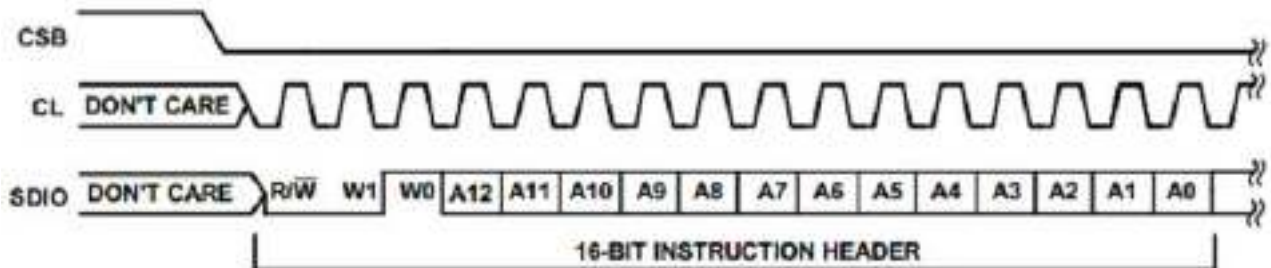 CSB
CL DON'T CARE
SDIO DON'T CARE R/W̅ W1 W0 A12 A11 A10 A9 A8 A7 A6 A5 A4 A3 A2 A1 A0
16-BIT INSTRUCTION HEADER